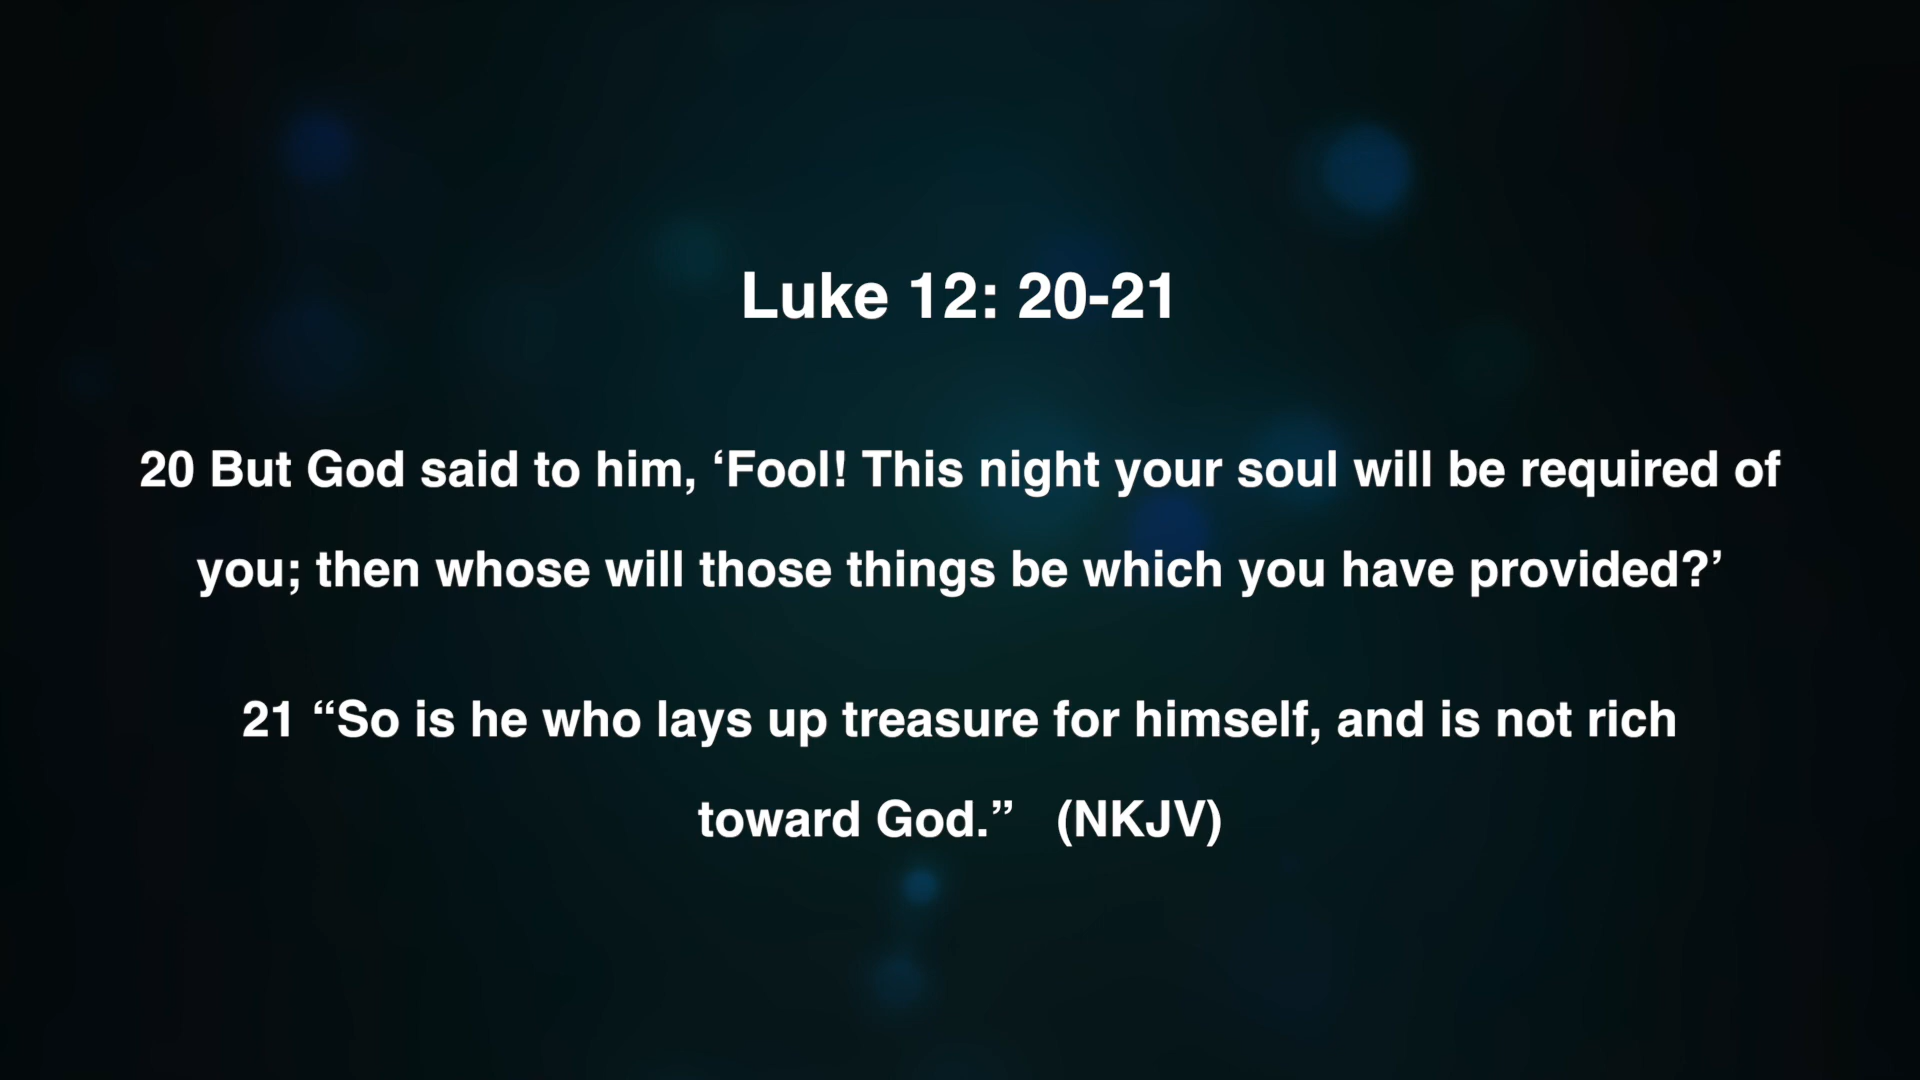 Luke 12: 20-21
20 But God said to him, ‘Fool! This night your soul will be required of
you; then whose will those things be which you have provided?’
21 “So is he who lays up treasure for himself, and is not rich
toward God.”   (NKJV)